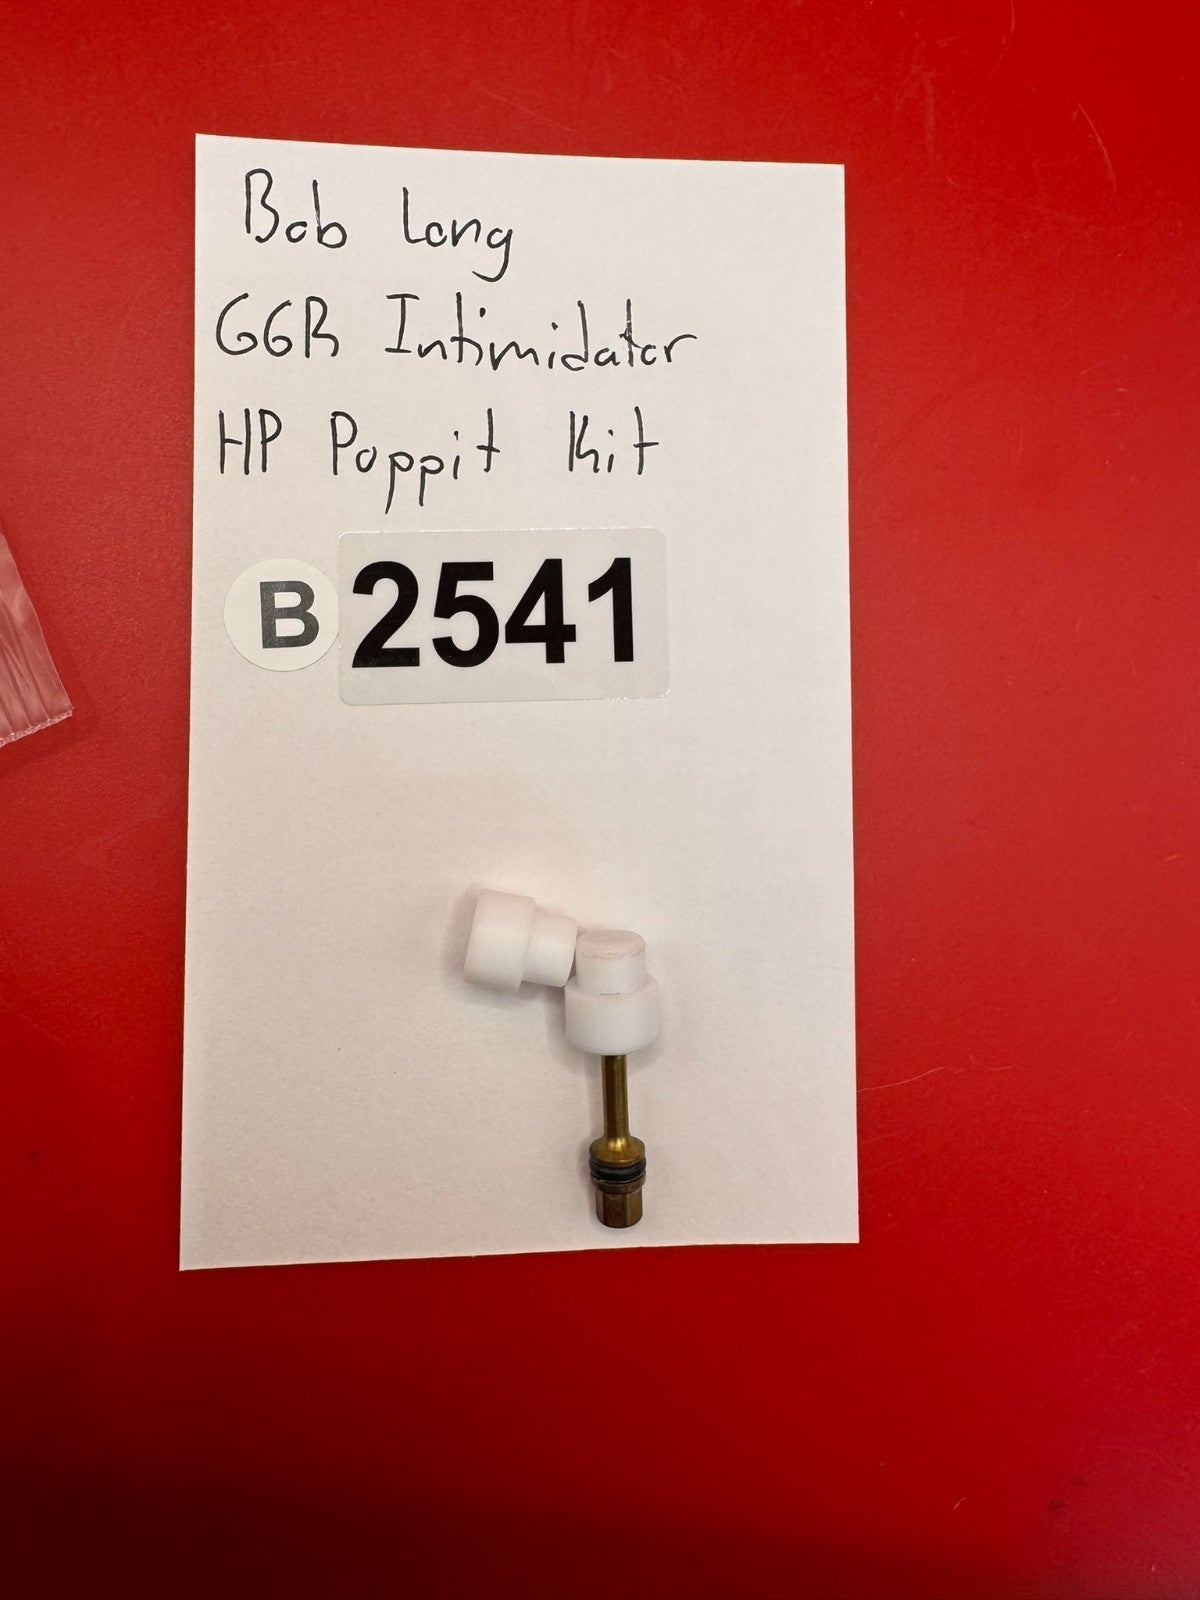 Bob Long
G6R Intimidator
HP Poppit Kit
B 2541